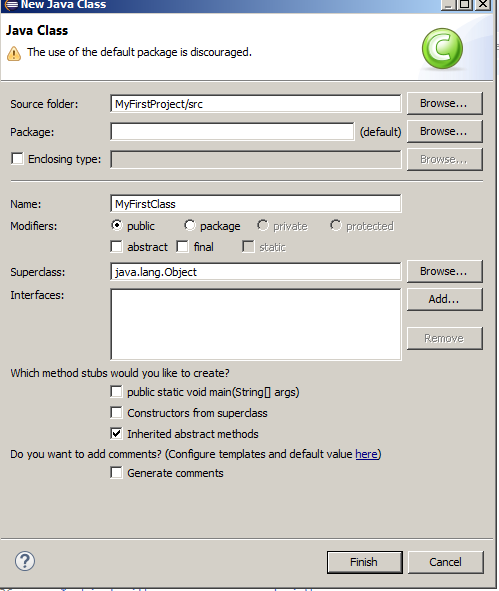 New Java Class
Java Class
The use of the default package is discouraged.
Source folder: MyFirstProject/src Browse...
Package: (default) Browse...
Enclosing type: Browse...
Name: MyFirstClass
Modifiers: public package private protected
abstract final static
Superclass: java.lang.Object Browse...
Interfaces: Add...
Remove
Which method stubs would you like to create?
public static void main(String[] args)
Constructors from superclass
Inherited abstract methods
Do you want to add comments? (Configure templates and default value here)
Generate comments
Finish Cancel